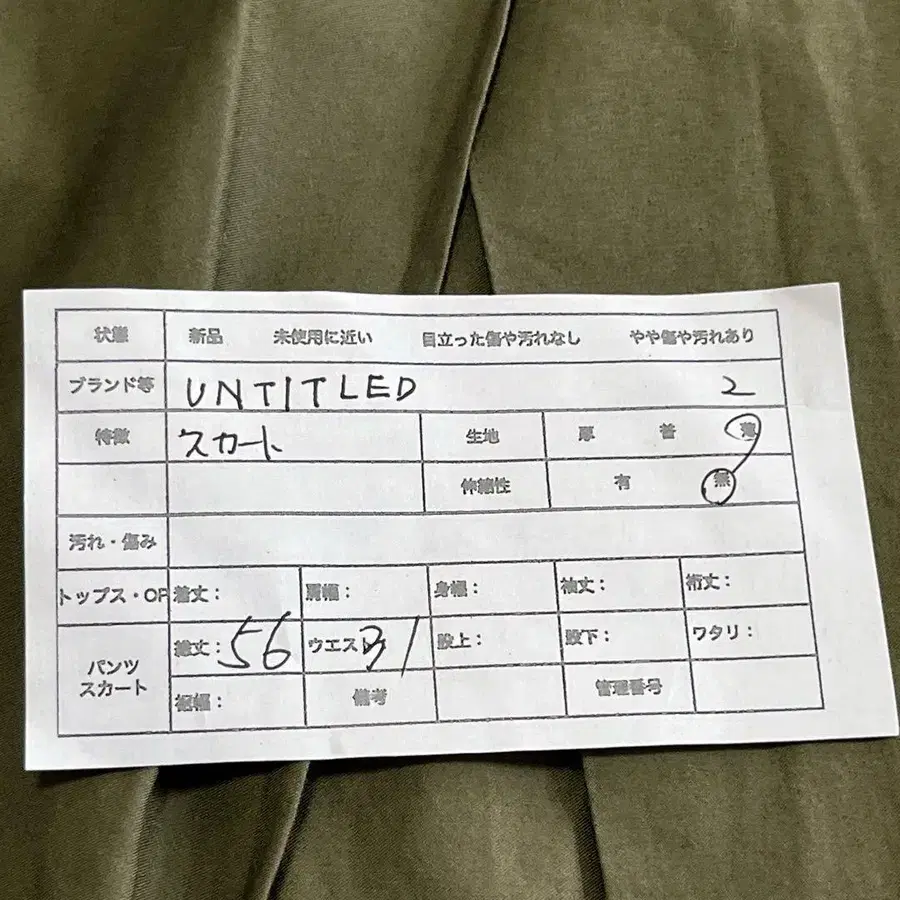 状態 新品 未使用に近い 目立った傷や汚れなし やや傷や汚れあり
ブランド等 UNTITLED 2
特徴 スカート 生地 厚 普 薄
伸縮性 有 無
汚れ・傷み
トップス・OP 着丈： 肩幅： 身幅： 袖丈： 裄丈：
パンツ スカート 総丈：56 ウエスト 31 股上： 股下： ワタリ：
裾幅： 備考 管理番号